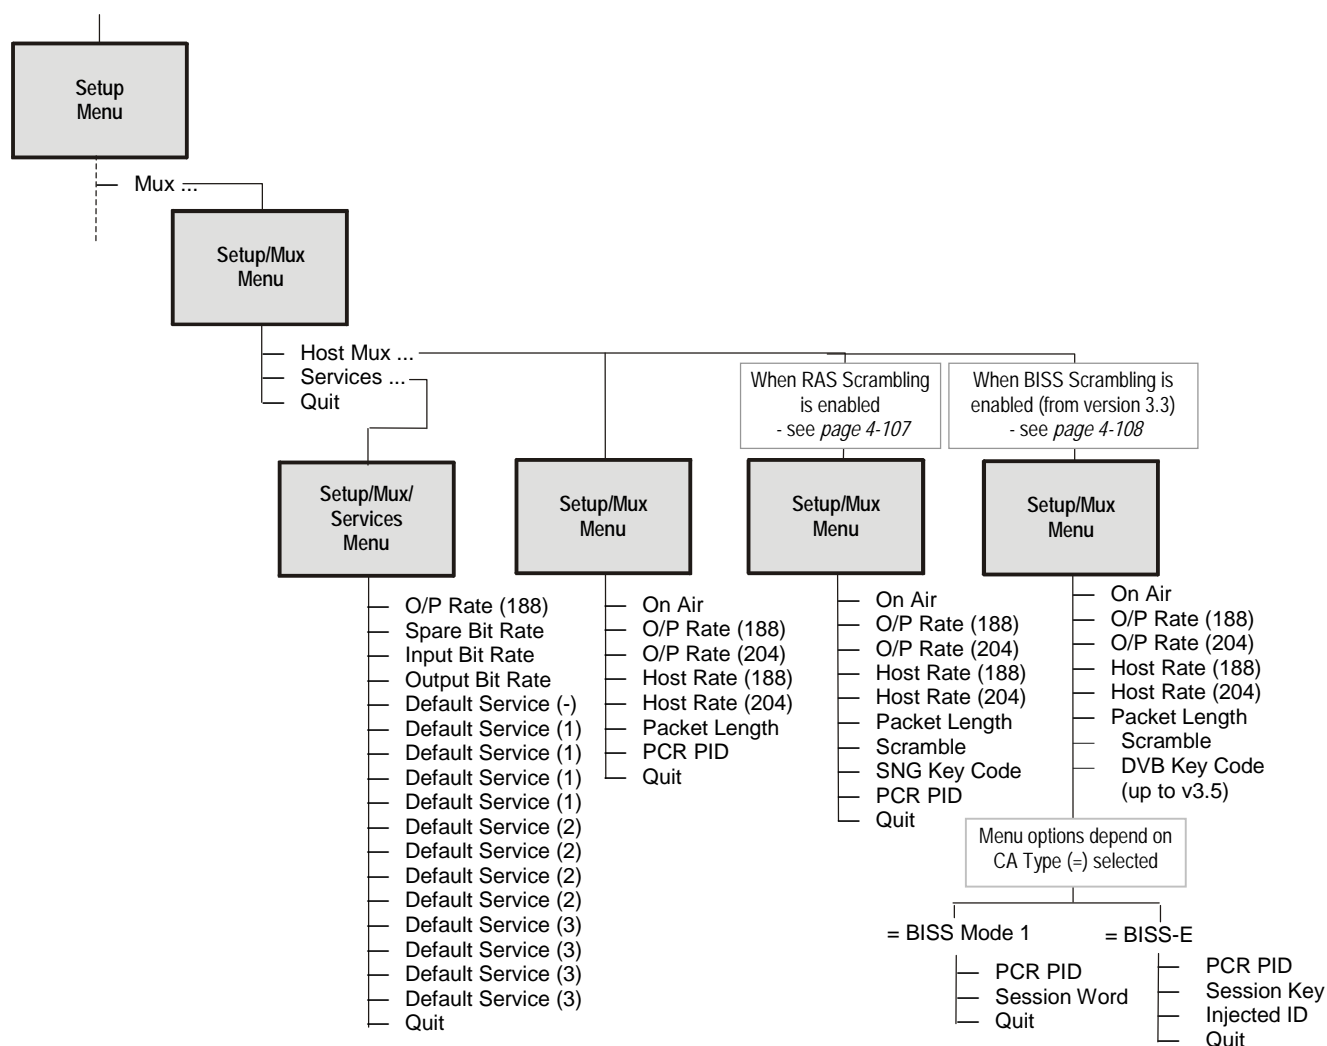 Setup
Menu
Mux ...
Setup/Mux
Menu
Host Mux ...
Services ...
Quit
When RAS Scrambling
is enabled
- see page 4-107
When BISS Scrambling is
enabled (from version 3.3)
- see page 4-108
Setup/Mux/
Services
Menu
O/P Rate (188)
Spare Bit Rate
Input Bit Rate
Output Bit Rate
Default Service (-)
Default Service (1)
Default Service (1)
Default Service (1)
Default Service (1)
Default Service (2)
Default Service (2)
Default Service (2)
Default Service (2)
Default Service (3)
Default Service (3)
Default Service (3)
Default Service (3)
Quit
Setup/Mux
Menu
On Air
O/P Rate (188)
O/P Rate (204)
Host Rate (188)
Host Rate (204)
Packet Length
PCR PID
Quit
Setup/Mux
Menu
On Air
O/P Rate (188)
O/P Rate (204)
Host Rate (188)
Host Rate (204)
Packet Length
Scramble
SNG Key Code
PCR PID
Quit
Setup/Mux
Menu
On Air
O/P Rate (188)
O/P Rate (204)
Host Rate (188)
Host Rate (204)
Packet Length
Scramble
DVB Key Code
(up to v3.5)
Menu options depend on
CA Type (=) selected
= BISS Mode 1
PCR PID
Session Word
Quit
= BISS-E
PCR PID
Session Key
Injected ID
Quit